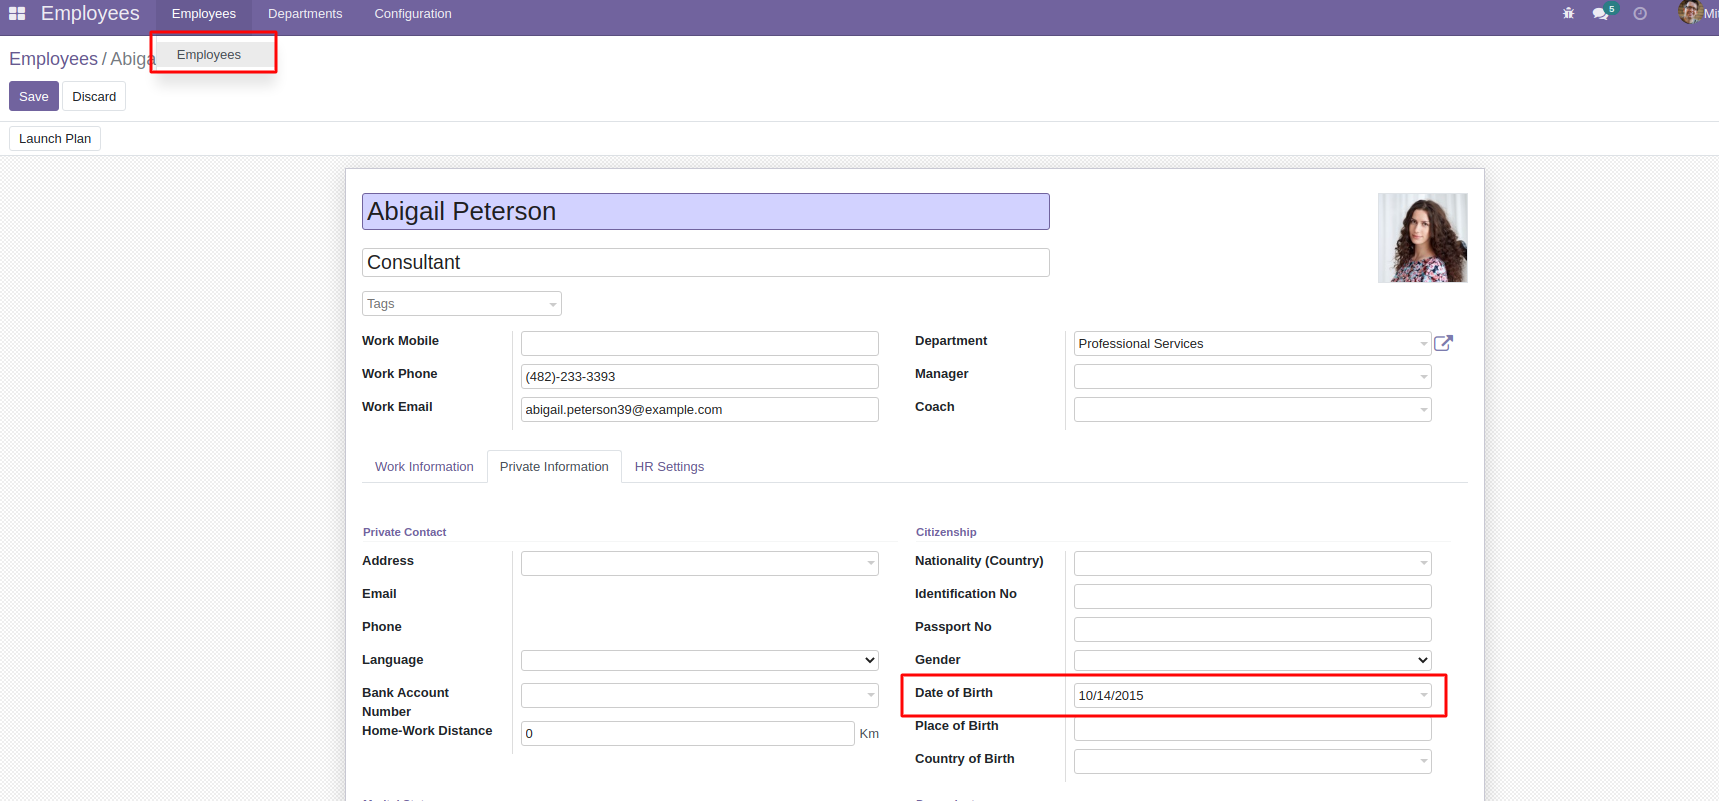 Employees Employees Departments Configuration 5
Employees
Employees / Abiga
Save Discard
Launch Plan
Abigail Peterson
Consultant
Tags
Work Mobile
Work Phone (482)-233-3393
Work Email abigail.peterson39@example.com
Department Professional Services
Manager
Coach
Work Information Private Information HR Settings
Private Contact
Address
Email
Phone
Language
Bank Account
Number
Home-Work Distance 0 Km
Citizenship
Nationality (Country)
Identification No
Passport No
Gender
Date of Birth 10/14/2015
Place of Birth
Country of Birth